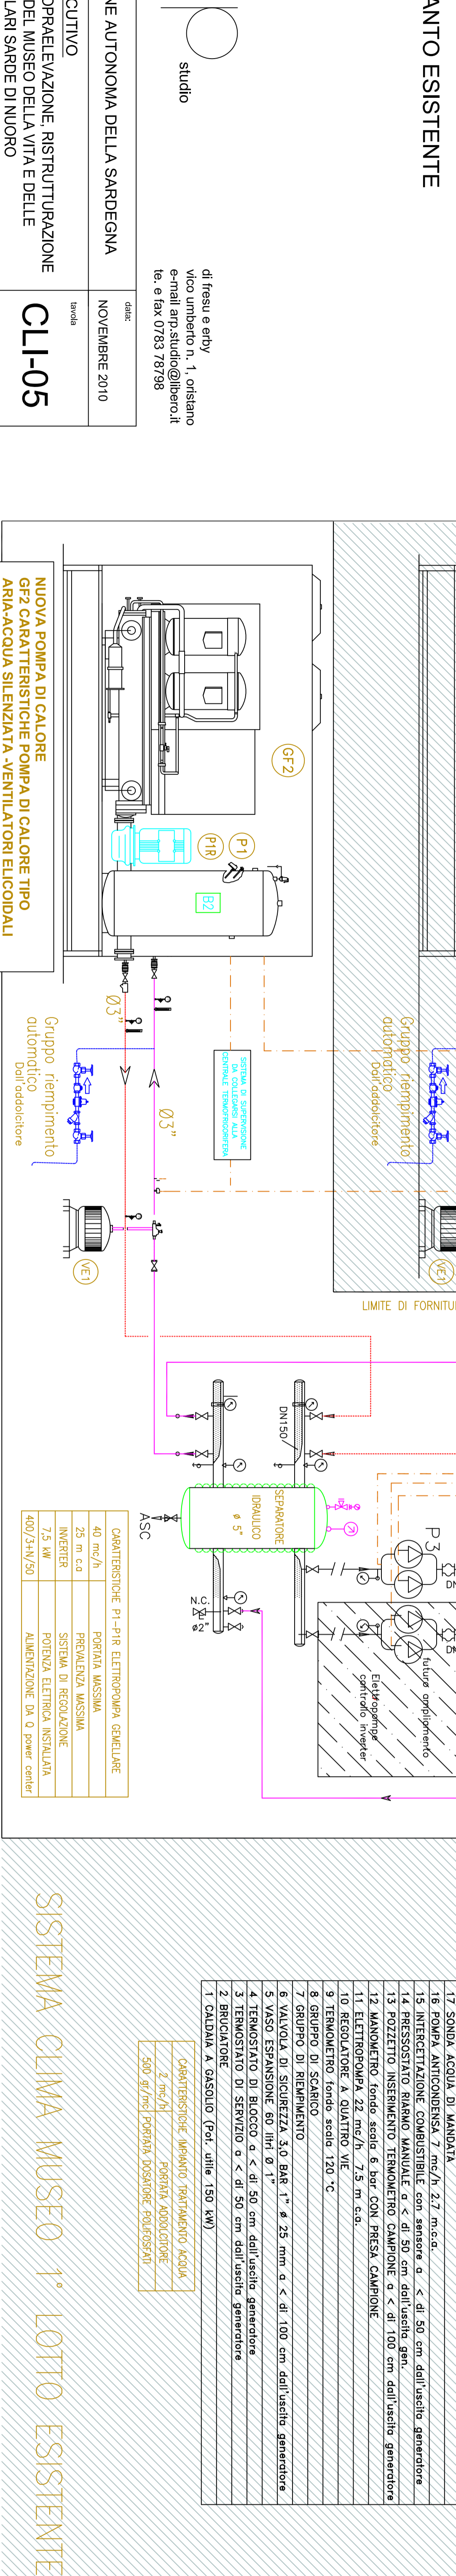 ANTO ESISTENTE
studio
di fresu e erby
vico umberto n. 1, oristano
e-mail arp.studio@libero.it
te. e fax 0783 78798
NE AUTONOMA DELLA SARDEGNA
CUTIVO
OPRAELEVAZIONE, RISTRUTTURAZIONE
DEL MUSEO DELLA VITA E DELLE
LARI SARDE DI NUORO
data:
NOVEMBRE 2010
tavola
CLI-05
NUOVA POMPA DI CALORE
GF2 CARATTERISTICHE POMPA DI CALORE TIPO
ARIA-ACQUA SILENZIATA -VENTILATORI ELICOIDALI
GF2
P1
P1R
B2
Ø3"
Ø3"
Gruppo riempimento
automatico
Dall'addolcitore
Gruppo riempimento
automatico
Dall'addolcitore
SISTEMA DI SUPERVISIONE
DA COLLEGARSI ALLA
CENTRALE TERMOFRIGORIFERA
VE1
VE1
LIMITE DI FORNITU
DN150
SEPARATORE
IDRAULICO
ø 5"
ASC
N.C.
ø2"
P3
futuro ampliamento
Elettropompe
controllo inverter
CARATTERISTICHE P1-P1R ELETTROPOMPA GEMELLARE
40 mc/h PORTATA MASSIMA
25 m c.a PREVALENZA MASSIMA
INVERTER SISTEMA DI REGOLAZIONE
7,5 kW POTENZA ELETTRICA INSTALLATA
400/3+N/50 ALIMENTAZIONE DA Q power center
17 SONDA ACQUA DI MANDATA
16 POMPA ANTICONDENSA 7 mc/h 2,7 m.c.a.
15 INTERCETTAZIONE COMBUSTIBILE con sensore a < di 50 cm dall'uscita generatore
14 PRESSOSTATO RIARMO MANUALE a < di 50 cm dall'uscita gen.
13 POZZETTO INSERIMENTO TERMOMETRO CAMPIONE a < di 100 cm dall'uscita generatore
12 MANOMETRO fondo scala 6 bar CON PRESA CAMPIONE
11 ELETTROPOMPA 22 mc/h 7,5 m c.a.
10 REGOLATORE A QUATTRO VIE
9 TERMOMETRO fondo scala 120 °C
8 GRUPPO DI SCARICO
7 GRUPPO DI RIEMPIMENTO
6 VALVOLA DI SICUREZZA 3,0 BAR 1" ø 25 mm a < di 100 cm dall'uscita generatore
5 VASO ESPANSIONE 60 litri Ø 1"
4 TERMOSTATO DI BLOCCO a < di 50 cm dall'uscita generatore
3 TERMOSTATO DI SERVIZIO a < di 50 cm dall'uscita generatore
2 BRUCIATORE
1 CALDAIA A GASOLIO (Pot. utile 150 kW)
CARATTERISTICHE IMPIANTO TRATTAMENTO ACQUA
2 mc/h PORTATA ADDOLCITORE
500 gr/mc PORTATA DOSATORE POLIFOSFATI
SISTEMA CLIMA MUSEO 1° LOTTO ESISTENTE